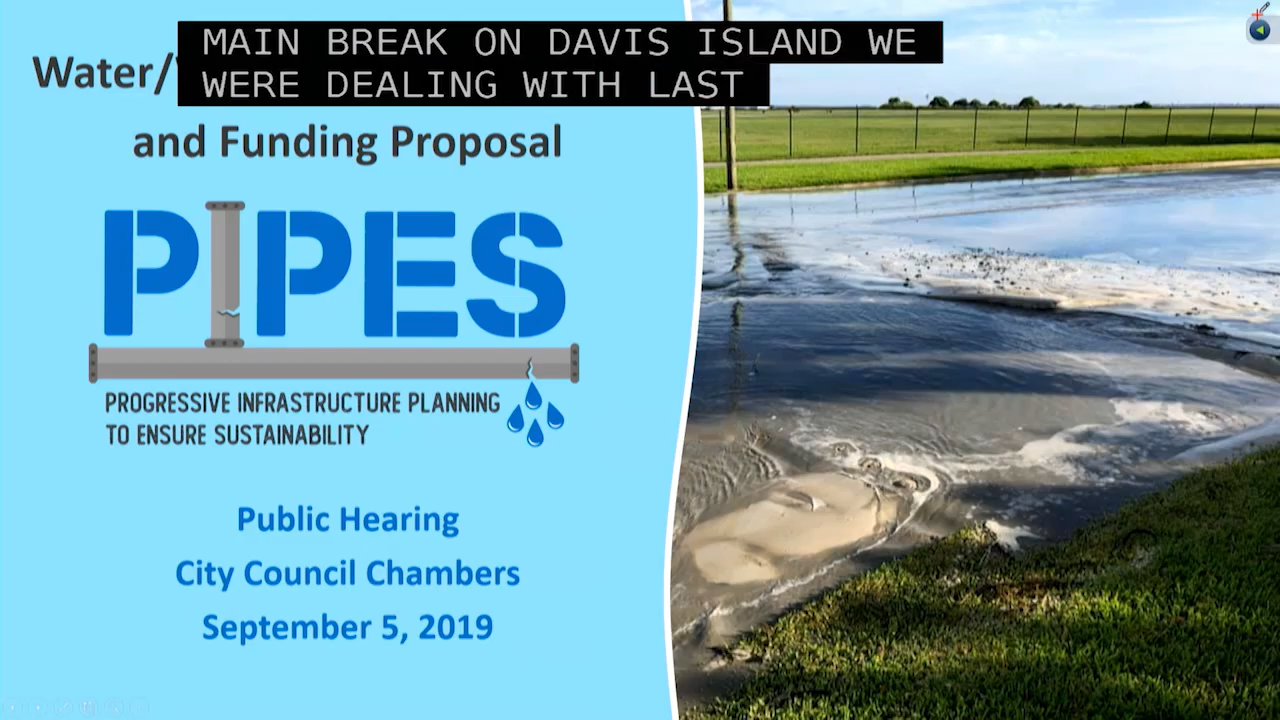 MAIN BREAK ON DAVIS ISLAND WE
WERE DEALING WITH LAST
Water/
and Funding Proposal
PIPES
PROGRESSIVE INFRASTRUCTURE PLANNING
TO ENSURE SUSTAINABILITY
Public Hearing
City Council Chambers
September 5, 2019